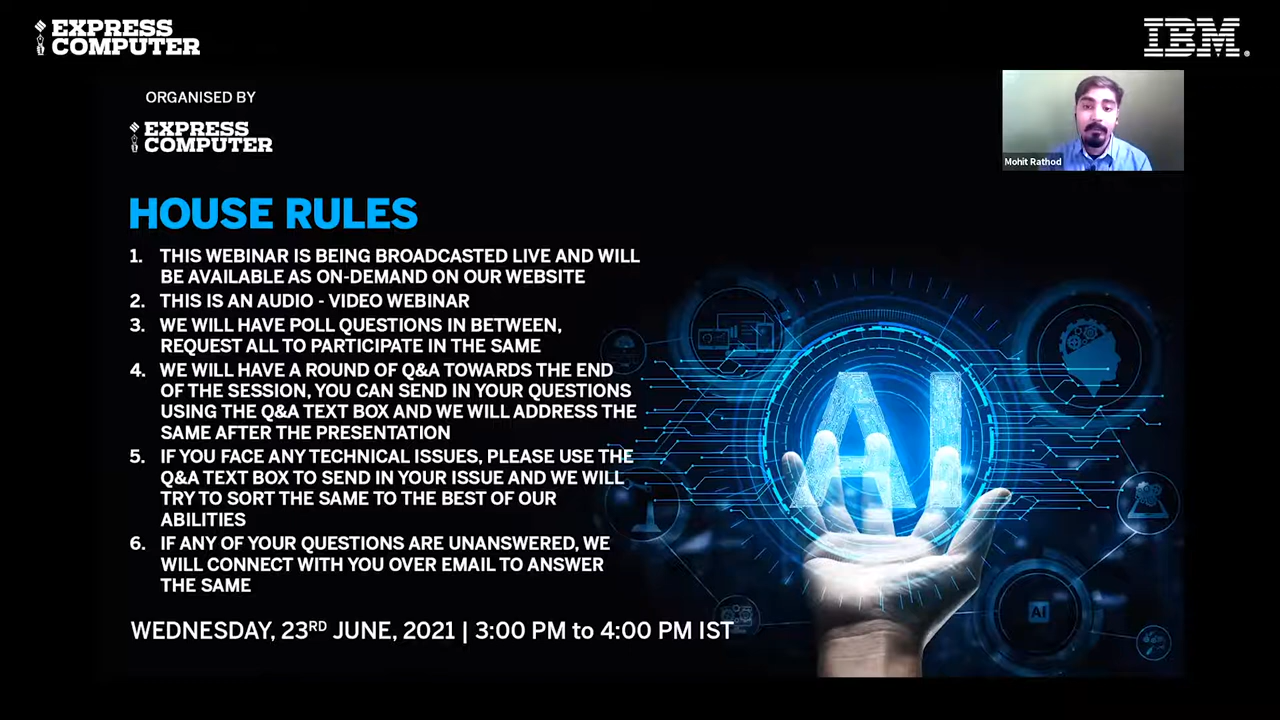 EXPRESS
COMPUTER
IBM
ORGANISED BY
EXPRESS
COMPUTER
Mohit Rathod
HOUSE RULES
1. THIS WEBINAR IS BEING BROADCASTED LIVE AND WILL
BE AVAILABLE AS ON-DEMAND ON OUR WEBSITE
2. THIS IS AN AUDIO - VIDEO WEBINAR
3. WE WILL HAVE POLL QUESTIONS IN BETWEEN,
REQUEST ALL TO PARTICIPATE IN THE SAME
4. WE WILL HAVE A ROUND OF Q&A TOWARDS THE END
OF THE SESSION, YOU CAN SEND IN YOUR QUESTIONS
USING THE Q&A TEXT BOX AND WE WILL ADDRESS THE
SAME AFTER THE PRESENTATION
5. IF YOU FACE ANY TECHNICAL ISSUES, PLEASE USE THE
Q&A TEXT BOX TO SEND IN YOUR ISSUE AND WE WILL
TRY TO SORT THE SAME TO THE BEST OF OUR
ABILITIES
6. IF ANY OF YOUR QUESTIONS ARE UNANSWERED, WE
WILL CONNECT WITH YOU OVER EMAIL TO ANSWER
THE SAME
AI
AI
WEDNESDAY, 23RD JUNE, 2021 | 3:00 PM to 4:00 PM IST